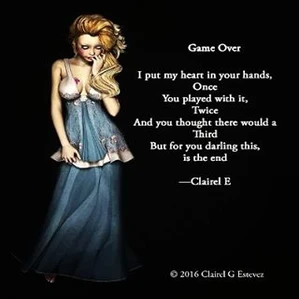 Game Over
I put my heart in your hands,
Once
You played with it,
Twice
And you thought there would a
Third
But for you darling this,
is the end
—Clairel E
© 2016 Clairel G Estevez